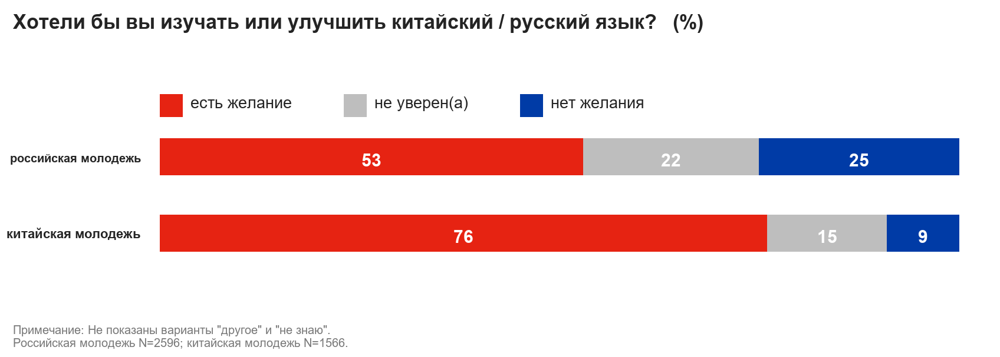 Хотели бы вы изучать или улучшить китайский / русский язык? (%)
есть желание не уверен(а) нет желания
российская молодежь 53 22 25
китайская молодежь 76 15 9
Примечание: Не показаны варианты "другое" и "не знаю".
Российская молодежь N=2596; китайская молодежь N=1566.